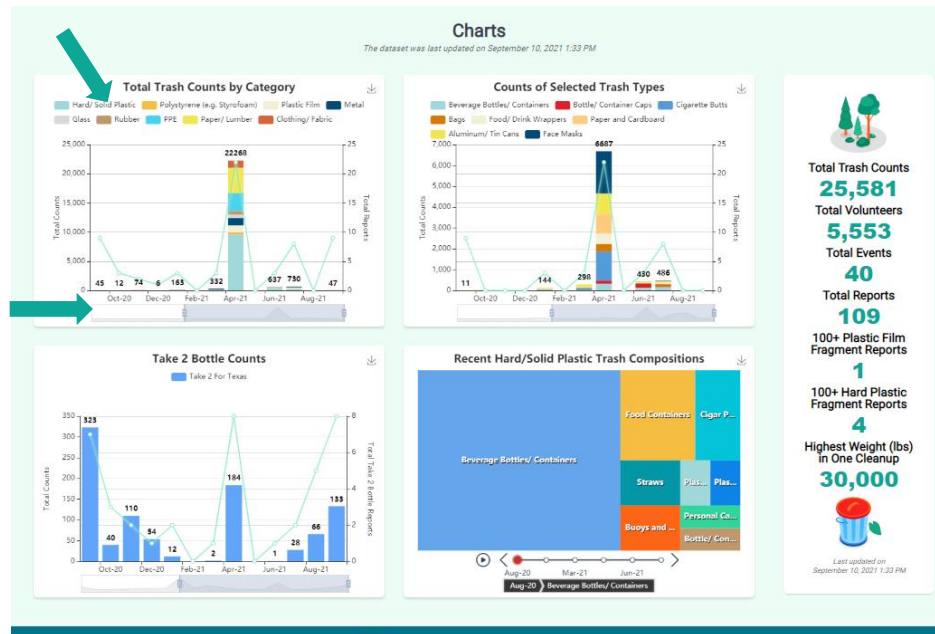 Charts
The dataset was last updated on September 10, 2021 1:33 PM
Total Trash Counts by Category
Hard/ Solid Plastic Polystyrene (e.g. Styrofoam) Plastic Film Metal
Glass Rubber PPE Paper/ Lumber Clothing/ Fabric
25,000
20,000
15,000
10,000
5,000
0
Total Counts
22268
45 12 74 6 163 332 637 730 47
25
20
15
10
5
0
Total Reports
Oct-20 Dec-20 Feb-21 Apr-21 Jun-21 Aug-21
Counts of Selected Trash Types
Beverage Bottles/ Containers Bottle/ Container Caps Cigarette Butts
Bags Food/ Drink Wrappers Paper and Cardboard
Aluminum/ Tin Cans Face Masks
7,000
6,000
5,000
4,000
3,000
2,000
1,000
0
Total Counts
6687
11 144 298 430 486
25
20
15
10
5
0
Total Reports
Oct-20 Dec-20 Feb-21 Apr-21 Jun-21 Aug-21
Take 2 Bottle Counts
Take 2 For Texas
350
300
250
200
150
100
50
0
Total Counts
323 40 110 54 12 2 184 1 28 66 133
8
6
4
2
0
Total Take 2 Bottle Reports
Oct-20 Dec-20 Feb-21 Apr-21 Jun-21 Aug-21
Recent Hard/Solid Plastic Trash Compositions
Beverage Bottles/ Containers
Food Containers
Cigar P...
Straws
Plas...
Plas...
Buoys and ...
Personal Ca...
Bottle/ Con...
Aug-20 Mar-21 Jun-21
Aug-20 Beverage Bottles/ Containers
Total Trash Counts
25,581
Total Volunteers
5,553
Total Events
40
Total Reports
109
100+ Plastic Film
Fragment Reports
1
100+ Hard Plastic
Fragment Reports
4
Highest Weight (lbs)
in One Cleanup
30,000
Last updated on
September 10, 2021 1:33 PM